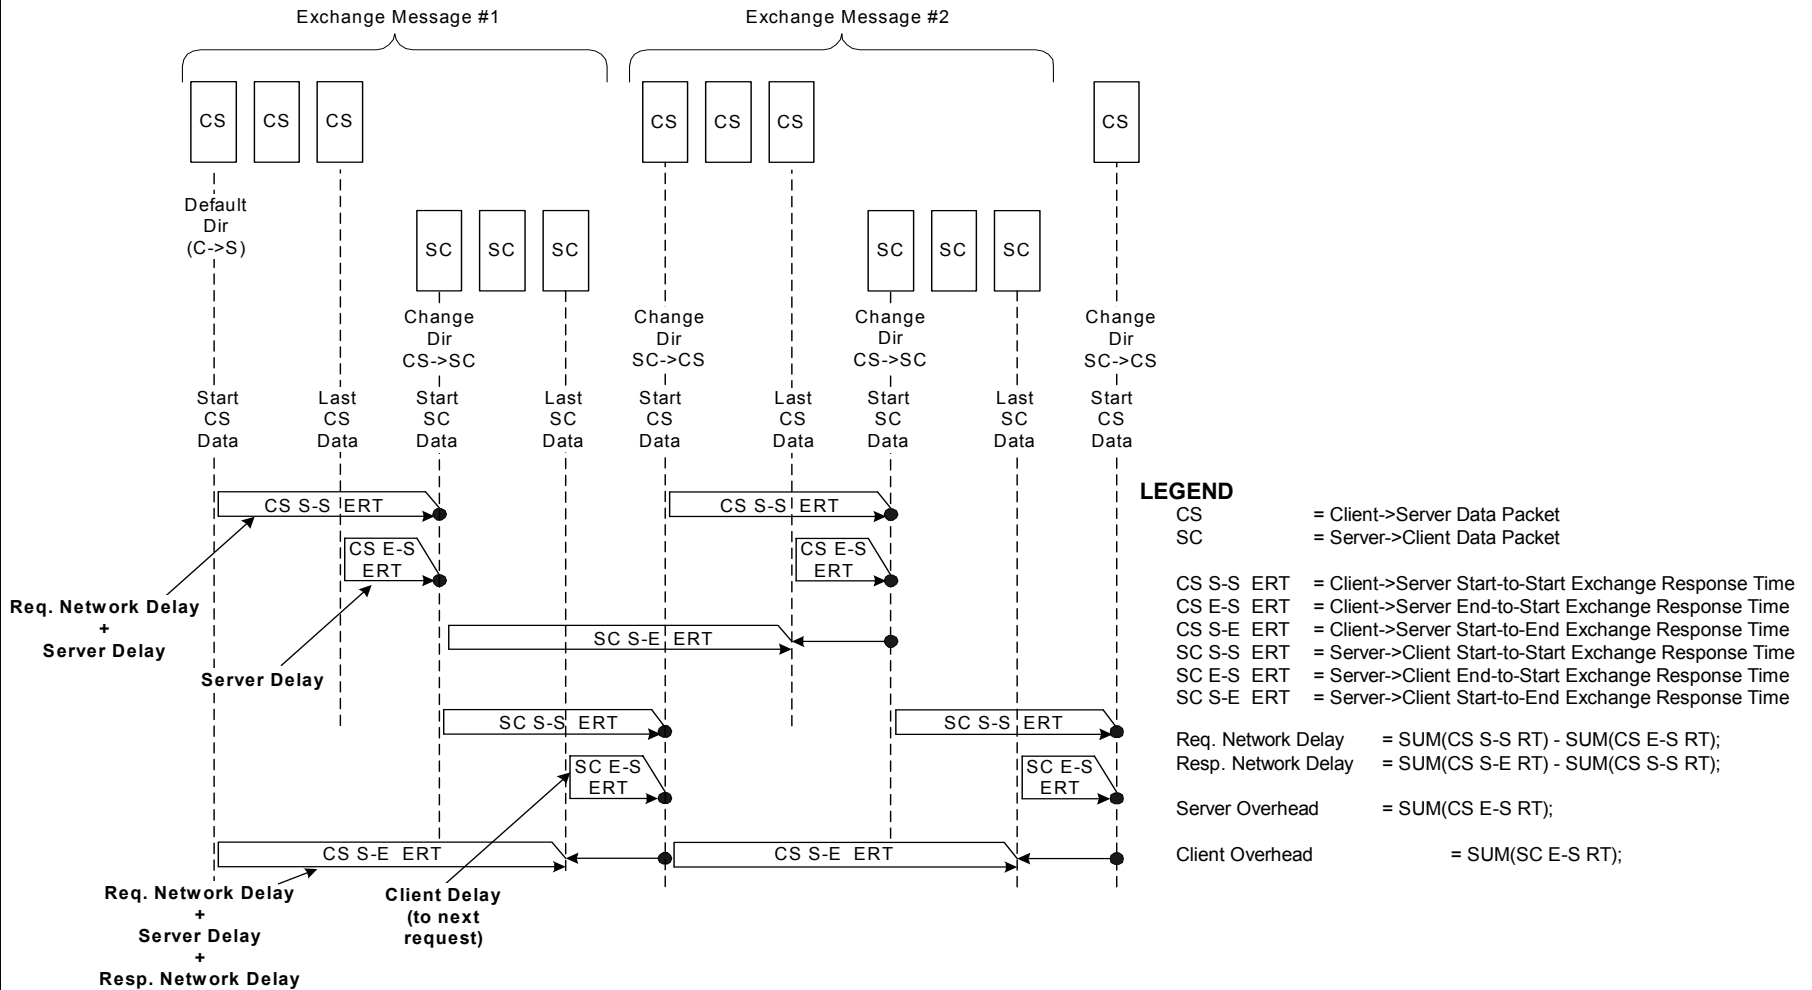 Exchange Message #1
Exchange Message #2
CS
CS
CS
CS
CS
CS
CS
Default
Dir
(C->S)
SC
SC
SC
SC
SC
SC
Change
Dir
CS->SC
Change
Dir
SC->CS
Change
Dir
CS->SC
Change
Dir
SC->CS
Start
CS
Data
Last
CS
Data
Start
SC
Data
Last
SC
Data
Start
CS
Data
Last
CS
Data
Start
SC
Data
Last
SC
Data
Start
CS
Data
CS S-S ERT
CS S-S ERT
CS E-S
ERT
CS E-S
ERT
Req. Network Delay
+
Server Delay
Server Delay
SC S-E ERT
SC S-S ERT
SC S-S ERT
SC E-S
ERT
SC E-S
ERT
CS S-E ERT
CS S-E ERT
Req. Network Delay
+
Server Delay
+
Resp. Network Delay
Client Delay
(to next
request)
LEGEND
CS = Client->Server Data Packet
SC = Server->Client Data Packet
CS S-S ERT = Client->Server Start-to-Start Exchange Response Time
CS E-S ERT = Client->Server End-to-Start Exchange Response Time
CS S-E ERT = Client->Server Start-to-End Exchange Response Time
SC S-S ERT = Server->Client Start-to-Start Exchange Response Time
SC E-S ERT = Server->Client End-to-Start Exchange Response Time
SC S-E ERT = Server->Client Start-to-End Exchange Response Time
Req. Network Delay = SUM(CS S-S RT) - SUM(CS E-S RT);
Resp. Network Delay = SUM(CS S-E RT) - SUM(CS S-S RT);
Server Overhead = SUM(CS E-S RT);
Client Overhead = SUM(SC E-S RT);